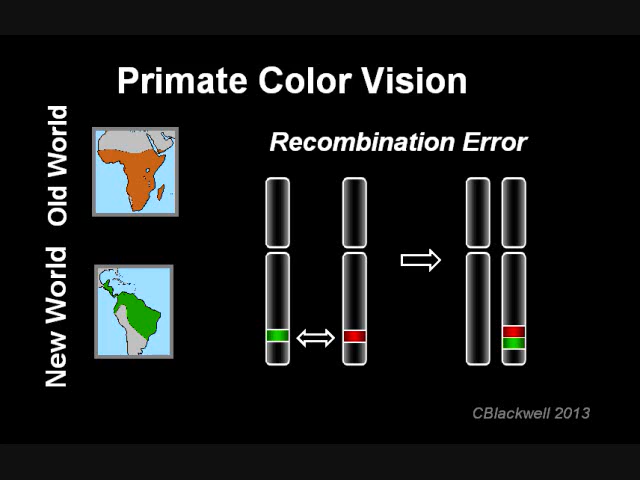 Primate Color Vision
Old World
Recombination Error
New World
CBlackwell 2013